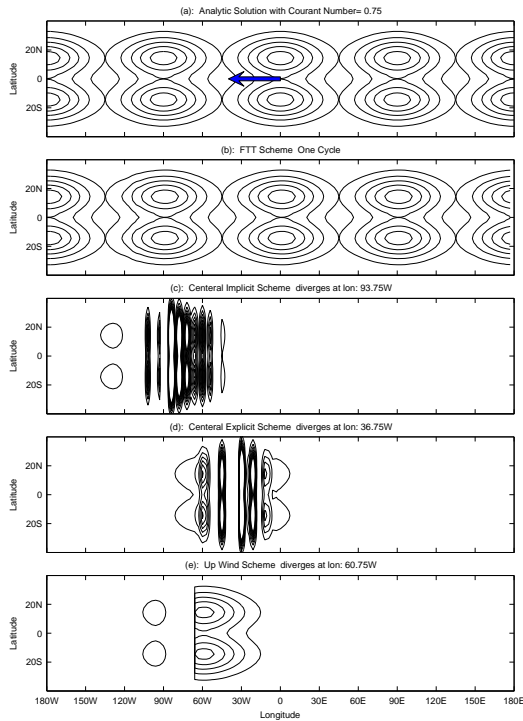 (a): Analytic Solution with Courant Number= 0.75
20N
0
20S
Latitude
(b): FTT Scheme One Cycle
20N
0
20S
Latitude
(c): Central Implicit Scheme diverges at lon: 93.75W
20N
0
20S
Latitude
(d): Central Explicit Scheme diverges at lon: 36.75W
20N
0
20S
Latitude
(e): Up Wind Scheme diverges at lon: 60.75W
20N
0
20S
Latitude
180W 150W 120W 90W 60W 30W 0 30E 60E 90E 120E 150E 180E
Longitude